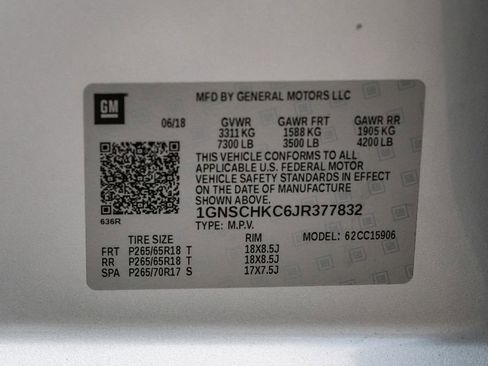 MFD BY GENERAL MOTORS LLC
GM
06/18 GVWR GAWR FRT GAWR RR
3311 KG 1588 KG 1905 KG
7300 LB 3500 LB 4200 LB
THIS VEHICLE CONFORMS TO ALL
APPLICABLE U.S. FEDERAL MOTOR
VEHICLE SAFETY STANDARDS IN EFFECT
ON THE DATE OF MANUFACTURE
SHOWN ABOVE.
636R
1GNSCHKC6JR377832
TYPE: M.P.V. MODEL: 62CC15906
TIRE SIZE RIM
FRT P265/65R18 T 18X8.5J
RR P265/65R18 T 18X8.5J
SPA P265/70R17 S 17X7.5J